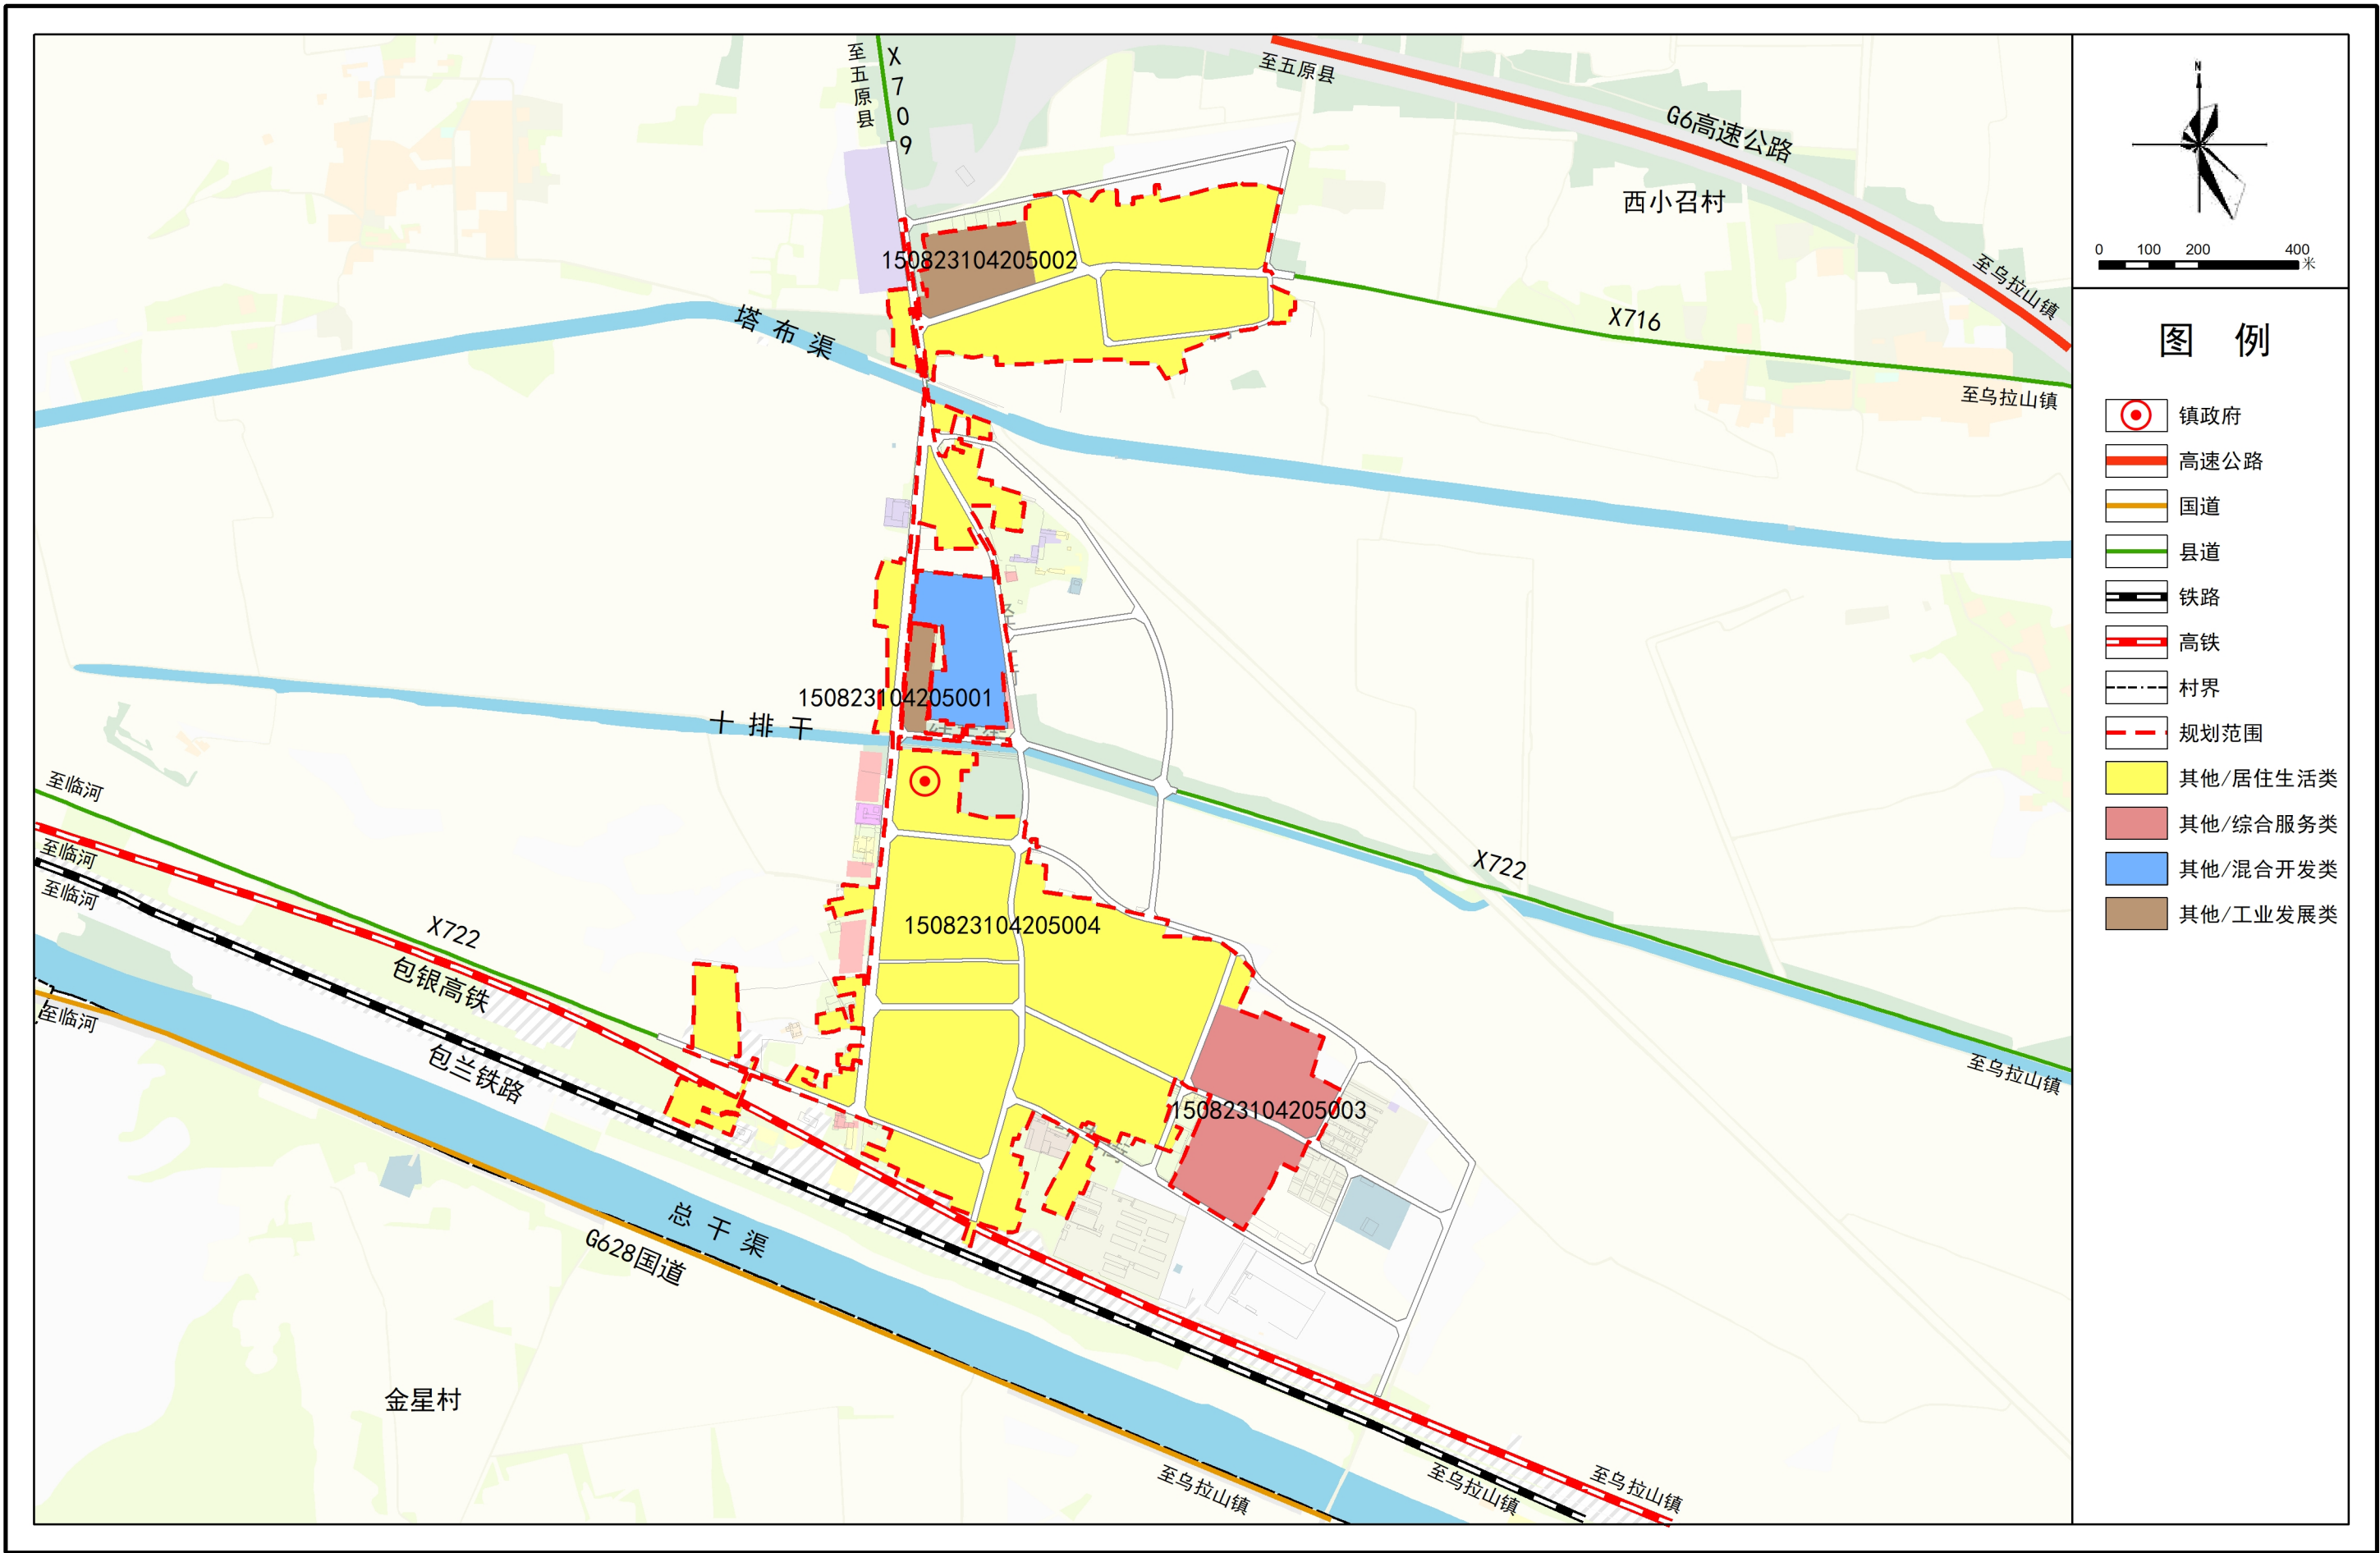 至五原县
X709
至五原县
G6高速公路
西小召村
150823104205002
塔布渠
X716
至乌拉山镇
至乌拉山镇
150823104205001
十排干
至临河
至临河
至临河
至临河
X722
包银高铁
包兰铁路
150823104205004
X722
至乌拉山镇
150823104205003
总干渠
G628国道
金星村
至乌拉山镇
至乌拉山镇
至乌拉山镇
N
0 100 200 400
米
图 例
镇政府
高速公路
国道
县道
铁路
高铁
村界
规划范围
其他/居住生活类
其他/综合服务类
其他/混合开发类
其他/工业发展类